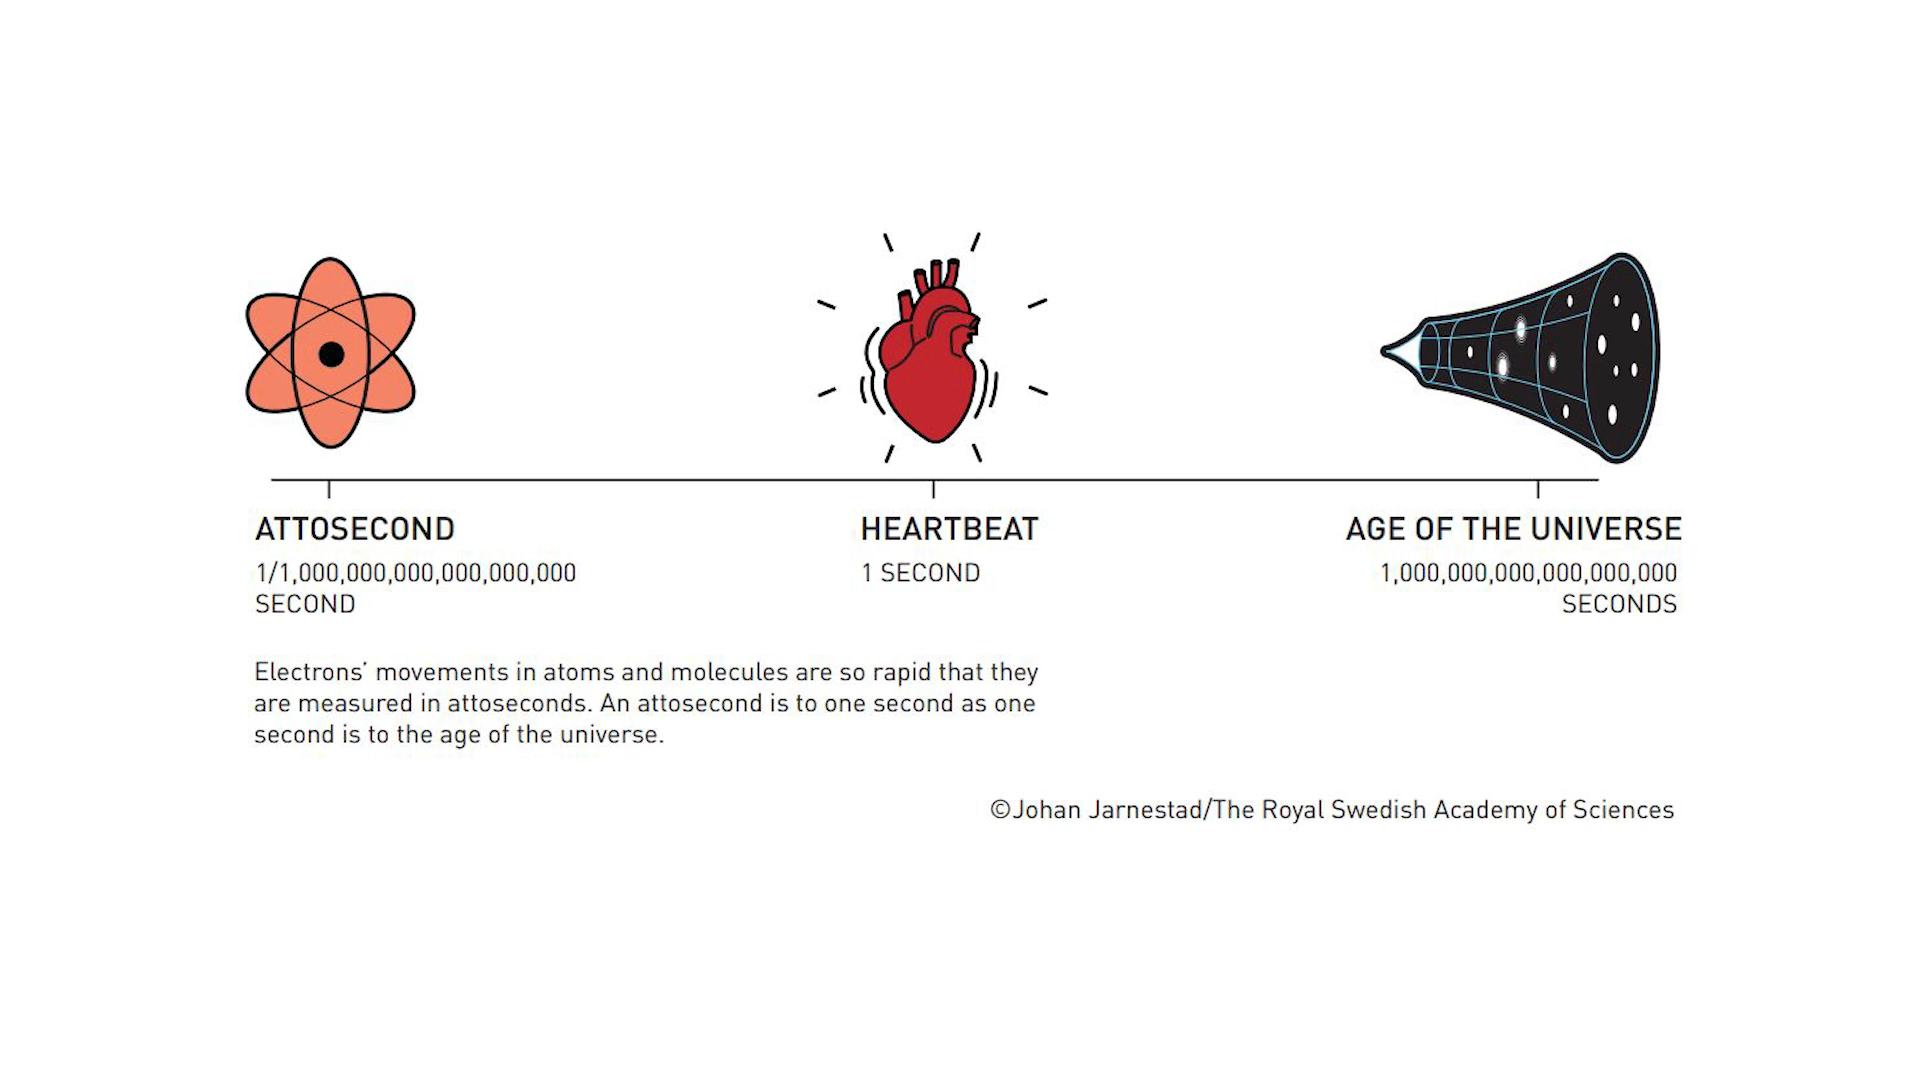 ATTOSECOND
1/1,000,000,000,000,000,000
SECOND
HEARTBEAT
1 SECOND
AGE OF THE UNIVERSE
1,000,000,000,000,000,000
SECONDS
Electrons’ movements in atoms and molecules are so rapid that they
are measured in attoseconds. An attosecond is to one second as one
second is to the age of the universe.
©Johan Jarnestad/The Royal Swedish Academy of Sciences